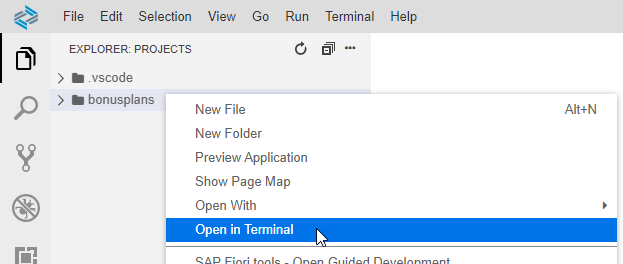 File Edit Selection View Go Run Terminal Help
EXPLORER: PROJECTS
.vscode
bonusplans
New File Alt+N
New Folder
Preview Application
Show Page Map
Open With
Open in Terminal
SAP Fiori tools - Open Guided Development